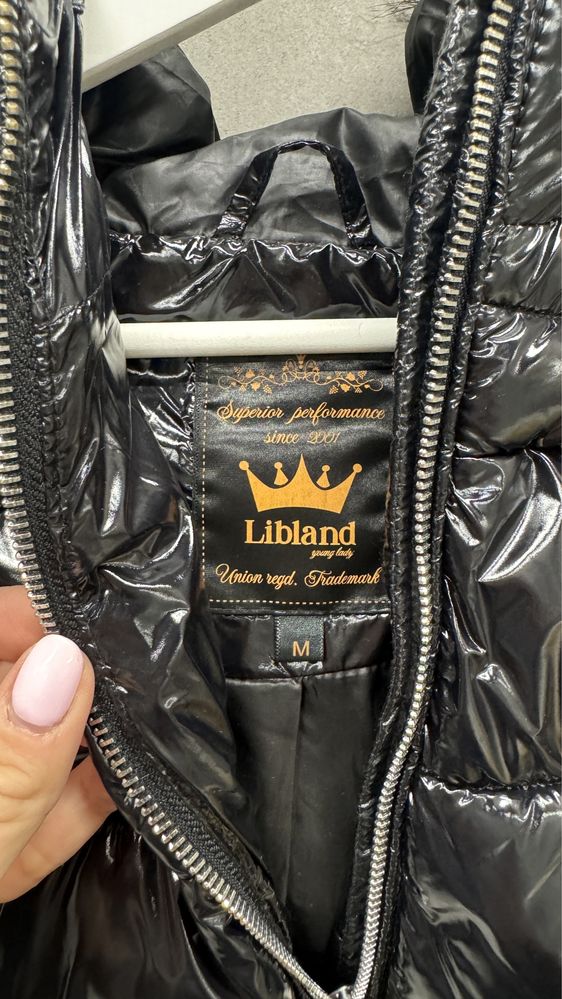 Superior performance
since 2001
Libland
young lady
Union regd. Trademark
M